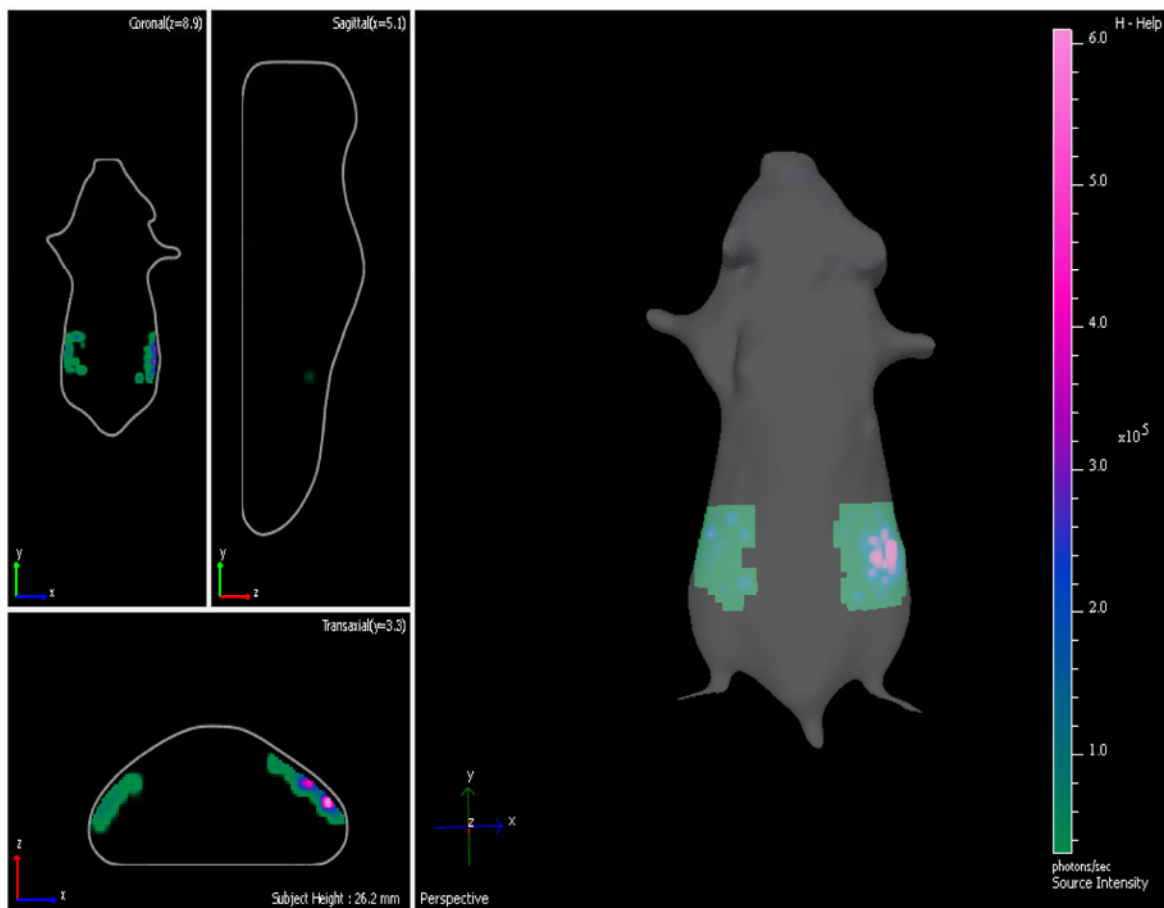 Coronal(z=8.9)
y
x
Sagittal(x=5.1)
y
z
Transaxial(y=3.3)
z
x
Subject Height : 26.2 mm
H - Help
6.0
5.0
4.0
x10^5
3.0
2.0
1.0
photons/sec
Source Intensity
y
z
x
Perspective